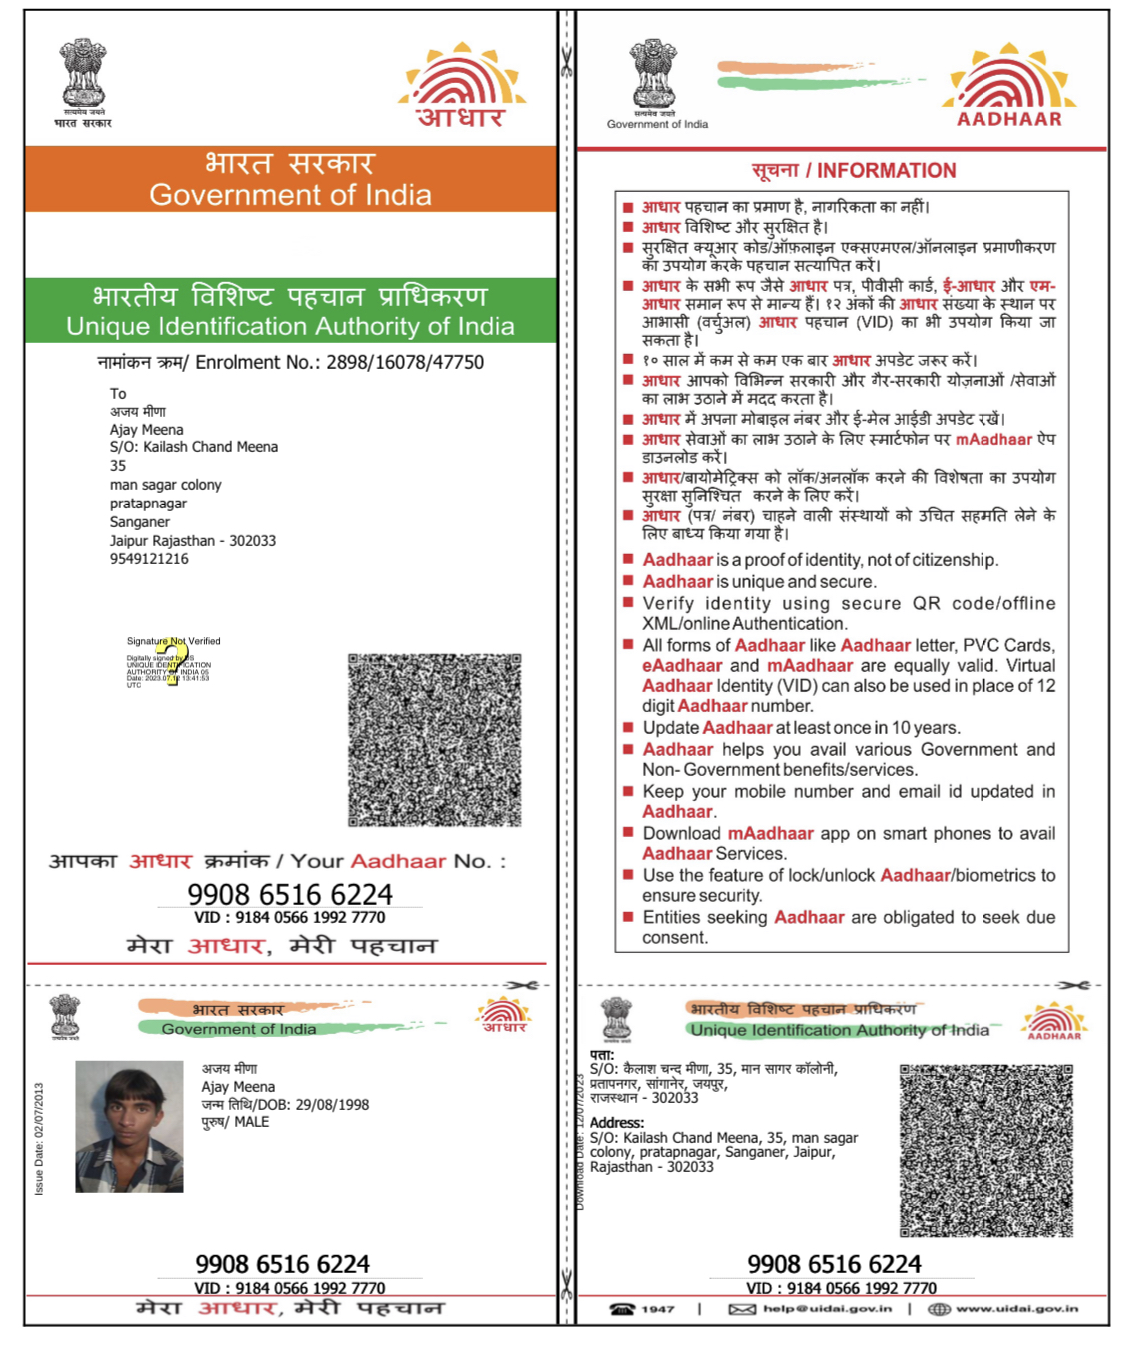 सत्यमेव जयते
भारत सरकार
आधार
भारत सरकार
Government of India
भारतीय विशिष्ट पहचान प्राधिकरण
Unique Identification Authority of India
नामांकन क्रम/ Enrolment No.: 2898/16078/47750
To
अजय मीणा
Ajay Meena
S/O: Kailash Chand Meena
35
man sagar colony
pratapnagar
Sanganer
Jaipur Rajasthan - 302033
9549121216
Signature Not Verified
Digitally signed by DS
UNIQUE IDENTIFICATION
AUTHORITY OF INDIA 05
Date: 2023.07.12 13:41:53
UTC
आपका आधार क्रमांक / Your Aadhaar No. :
9908 6516 6224
VID : 9184 0566 1992 7770
मेरा आधार, मेरी पहचान
सत्यमेव जयते
Government of India
AADHAAR
सूचना / INFORMATION
आधार पहचान का प्रमाण है, नागरिकता का नहीं।
आधार विशिष्ट और सुरक्षित है।
सुरक्षित क्यूआर कोड/ऑफ़लाइन एक्सएमएल/ऑनलाइन प्रमाणीकरण
का उपयोग करके पहचान सत्यापित करें।
आधार के सभी रूप जैसे आधार पत्र, पीवीसी कार्ड, ई-आधार और एम-
आधार समान रूप से मान्य हैं। १२ अंकों की आधार संख्या के स्थान पर
आभासी (वर्चुअल) आधार पहचान (VID) का भी उपयोग किया जा
सकता है।
१० साल में कम से कम एक बार आधार अपडेट जरूर करें।
आधार आपको विभिन्न सरकारी और गैर-सरकारी योजनाओं /सेवाओं
का लाभ उठाने में मदद करता है।
आधार में अपना मोबाइल नंबर और ई-मेल आईडी अपडेट रखें।
आधार सेवाओं का लाभ उठाने के लिए स्मार्टफोन पर mAadhaar ऐप
डाउनलोड करें।
आधार/बायोमेट्रिक्स को लॉक/अनलॉक करने की विशेषता का उपयोग
सुरक्षा सुनिश्चित करने के लिए करें।
आधार (पत्र/ नंबर) चाहने वाली संस्थायों को उचित सहमति लेने के
लिए बाध्य किया गया है।
Aadhaar is a proof of identity, not of citizenship.
Aadhaar is unique and secure.
Verify identity using secure QR code/offline
XML/online Authentication.
All forms of Aadhaar like Aadhaar letter, PVC Cards,
eAadhaar and mAadhaar are equally valid. Virtual
Aadhaar Identity (VID) can also be used in place of 12
digit Aadhaar number.
Update Aadhaar at least once in 10 years.
Aadhaar helps you avail various Government and
Non- Government benefits/services.
Keep your mobile number and email id updated in
Aadhaar.
Download mAadhaar app on smart phones to avail
Aadhaar Services.
Use the feature of lock/unlock Aadhaar/biometrics to
ensure security.
Entities seeking Aadhaar are obligated to seek due
consent.
सत्यमेव जयते
भारत सरकार
Government of India
आधार
Issue Date: 02/07/2013
अजय मीणा
Ajay Meena
जन्म तिथि/DOB: 29/08/1998
पुरुष/ MALE
9908 6516 6224
VID : 9184 0566 1992 7770
मेरा आधार, मेरी पहचान
सत्यमेव जयते
भारतीय विशिष्ट पहचान प्राधिकरण
Unique Identification Authority of India
AADHAAR
Download Date: 12/07/2023
पता:
S/O: कैलाश चन्द मीणा, 35, मान सागर कॉलोनी,
प्रतापनगर, सांगानेर, जयपुर,
राजस्थान - 302033
Address:
S/O: Kailash Chand Meena, 35, man sagar
colony, pratapnagar, Sanganer, Jaipur,
Rajasthan - 302033
9908 6516 6224
VID : 9184 0566 1992 7770
1947 | help@uidai.gov.in | www.uidai.gov.in